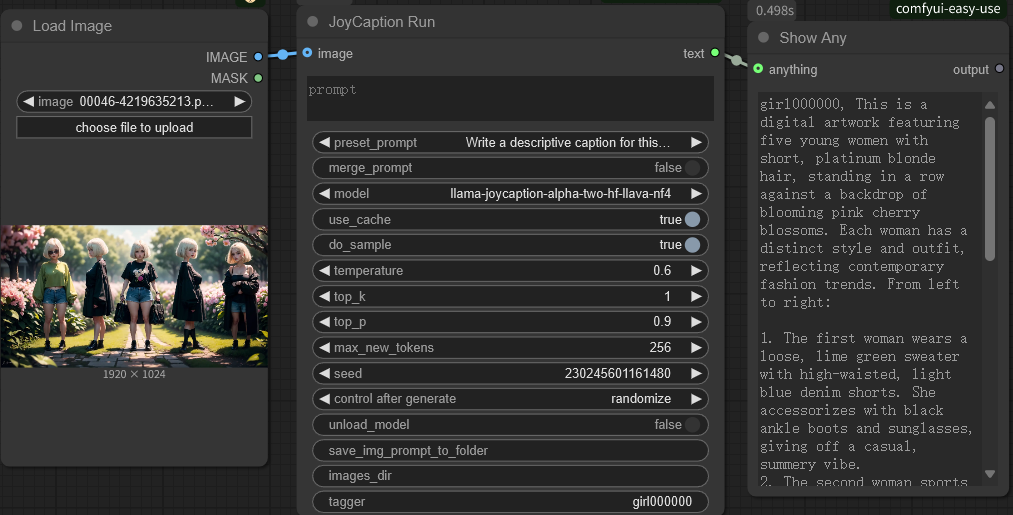 Load Image
IMAGE
MASK
image 00046-4219635213.p...
choose file to upload
1920 × 1024
JoyCaption Run
image
text
prompt
preset_prompt Write a descriptive caption for this...
merge_prompt false
model llama-joycaption-alpha-two-hf-llava-nf4
use_cache true
do_sample true
temperature 0.6
top_k 1
top_p 0.9
max_new_tokens 256
seed 230245601161480
control after generate randomize
unload_model false
save_img_prompt_to_folder
images_dir
tagger girl000000
0.498s
comfyui-easy-use
Show Any
anything
output
girl000000, This is a
digital artwork featuring
five young women with
short, platinum blonde
hair, standing in a row
against a backdrop of
blooming pink cherry
blossoms. Each woman has a
distinct style and outfit,
reflecting contemporary
fashion trends. From left
to right:
1. The first woman wears a
loose, lime green sweater
with high-waisted, light
blue denim shorts. She
accessorizes with black
ankle boots and sunglasses,
giving off a casual,
summery vibe.
2. The second woman sports